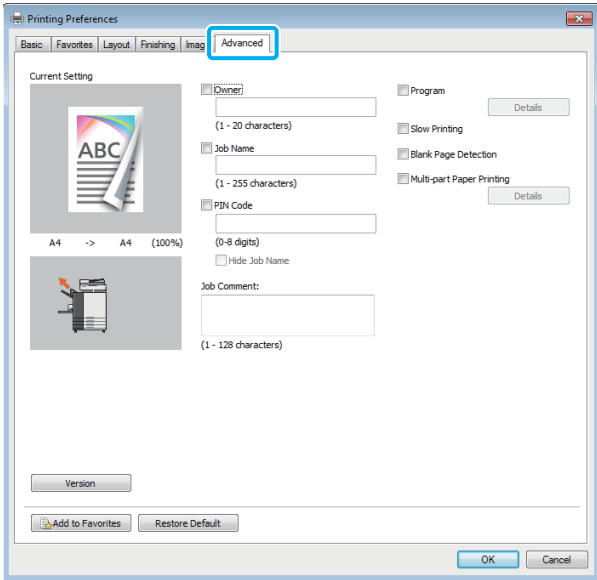 Printing Preferences
Basic Favorites Layout Finishing Imag Advanced
Current Setting
ABC
A4 -> A4 (100%)
Owner
(1 - 20 characters)
Job Name
(1 - 255 characters)
PIN Code
(0-8 digits)
Hide Job Name
Job Comment:
(1 - 128 characters)
Program
Details
Slow Printing
Blank Page Detection
Multi-part Paper Printing
Details
Version
Add to Favorites Restore Default
OK Cancel